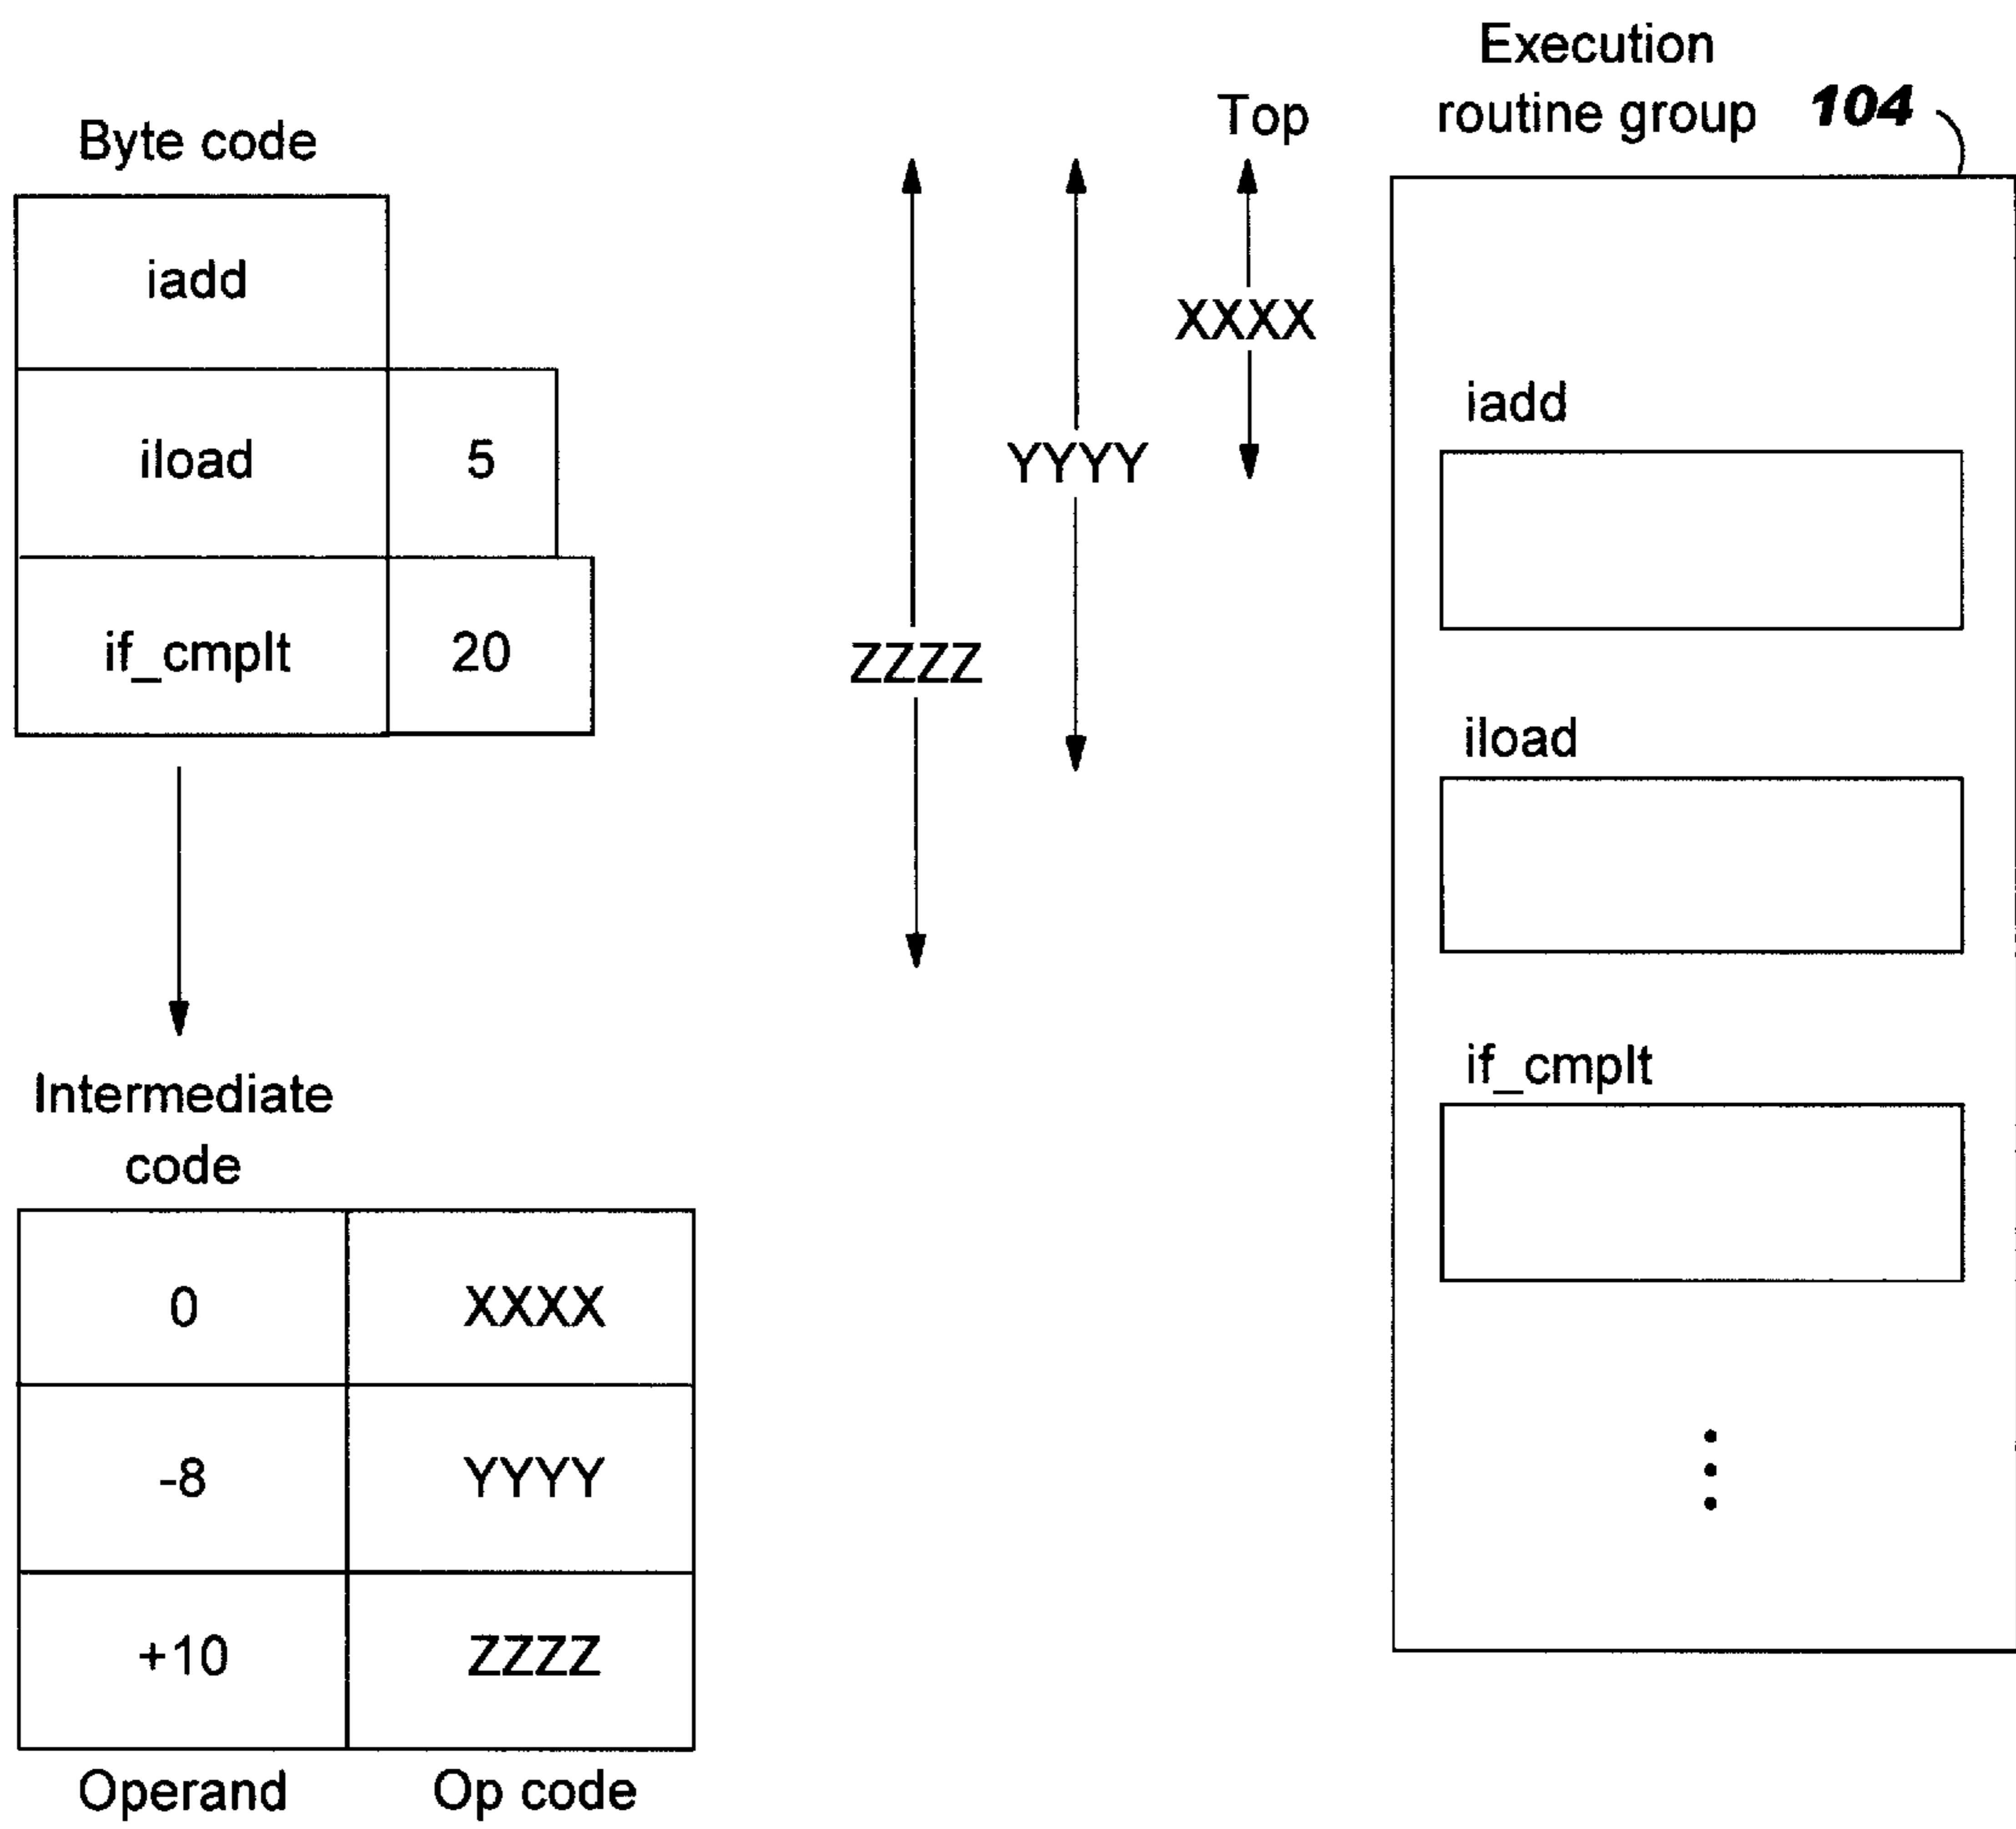 Execution
routine group 104
Top
Byte code
iadd
iload 5
if_cmplt 20
XXXX
YYYY
ZZZZ
iadd
iload
if_cmplt
Intermediate
code
0 XXXX
-8 YYYY
+10 ZZZZ
Operand Op code